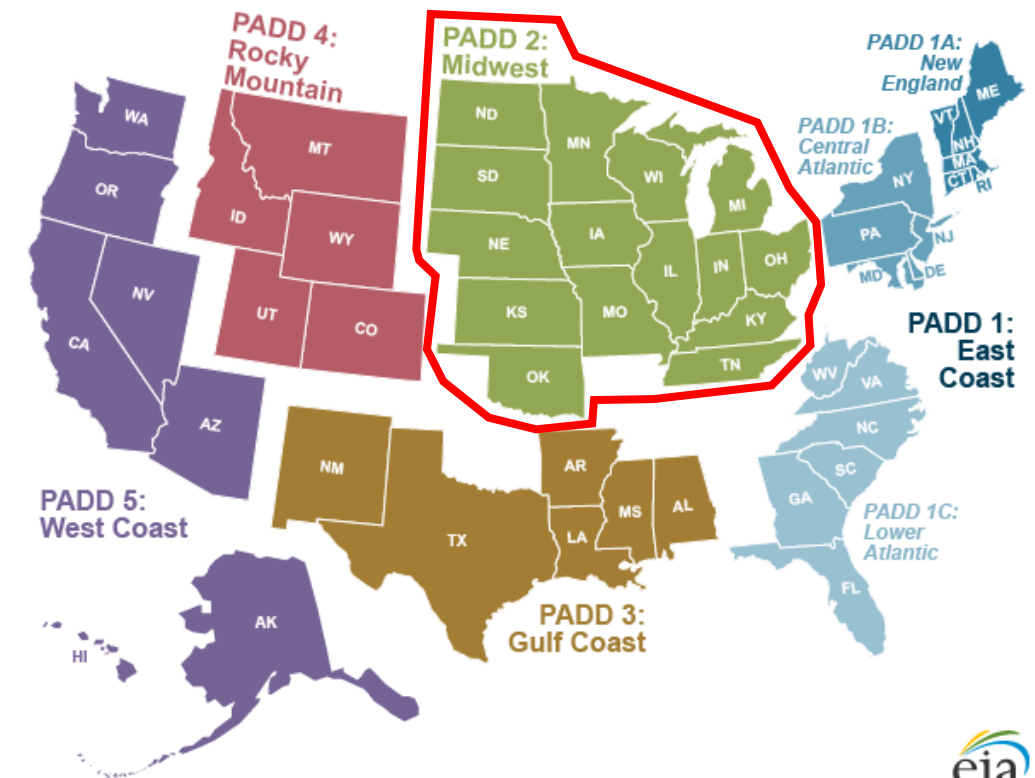 PADD 4:
Rocky
Mountain
PADD 2:
Midwest
PADD 1A:
New
England
PADD 1B:
Central
Atlantic
WA
OR
CA
NV
AZ
MT
ID
WY
UT
CO
ND
SD
NE
KS
OK
MN
IA
MO
WI
IL
MI
IN
OH
KY
TN
ME
VT
NH
MA
CT
RI
NY
PA
NJ
MD
DE
PADD 1:
East
Coast
WV
VA
NC
SC
GA
FL
PADD 1C:
Lower
Atlantic
NM
TX
AR
LA
MS
AL
PADD 5:
West Coast
PADD 3:
Gulf Coast
AK
HI
eia